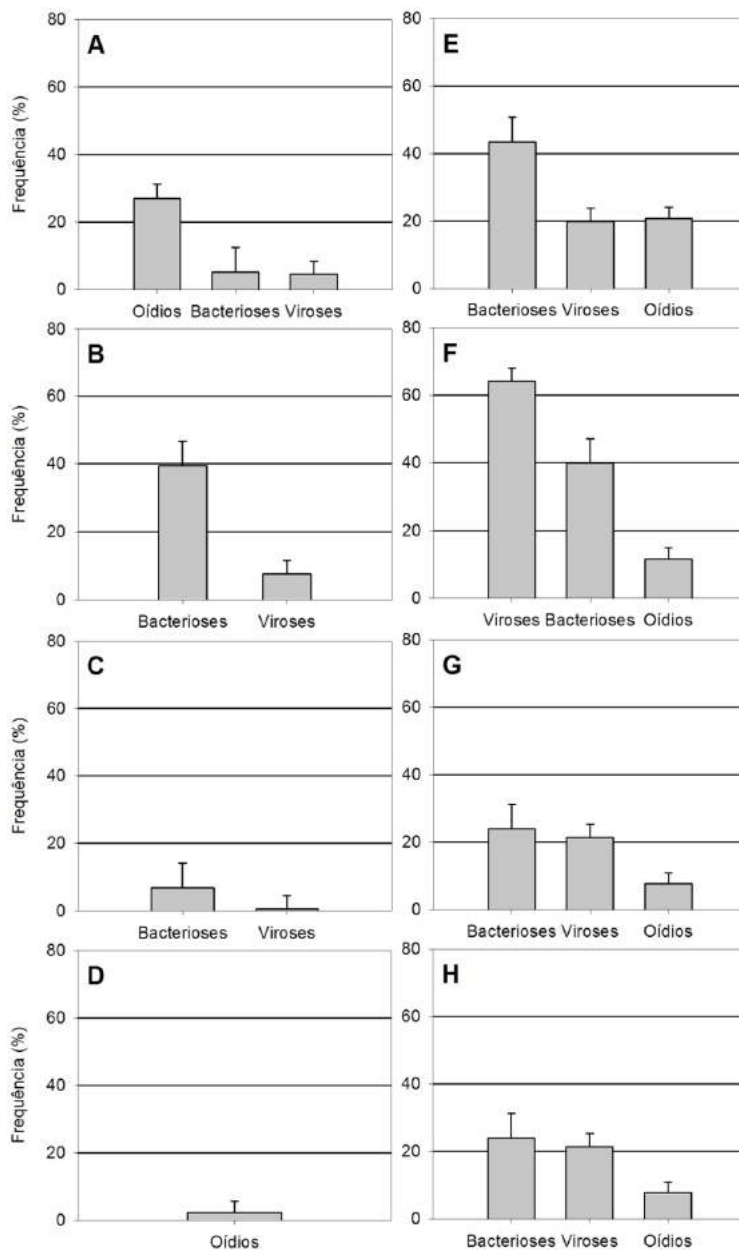 A
Frequência (%)
80
60
40
20
0
Oídios Bacterioses Viroses
E
80
60
40
20
0
Bacterioses Viroses Oídios
B
Frequência (%)
80
60
40
20
0
Bacterioses Viroses
F
80
60
40
20
0
Viroses Bacterioses Oídios
C
Frequência (%)
80
60
40
20
0
Bacterioses Viroses
G
80
60
40
20
0
Bacterioses Viroses Oídios
D
Frequência (%)
80
60
40
20
0
Oídios
H
80
60
40
20
0
Bacterioses Viroses Oídios